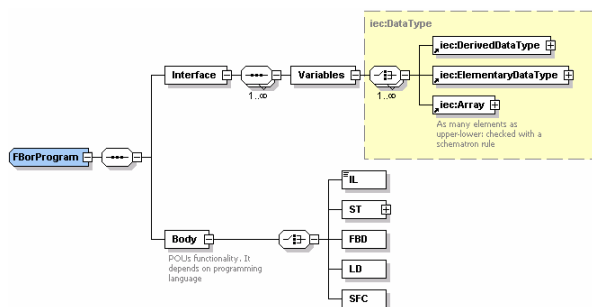 iec:DataType
iec:DerivedDataType
Interface
Variables
iec:ElementaryDataType
1..∞
1..∞
iec:Array
As many elements as
upper-lower: checked with a
schematron rule
FBorProgram
IL
ST
Body
FBD
POUs functionality. It
depends on programming
language
LD
SFC